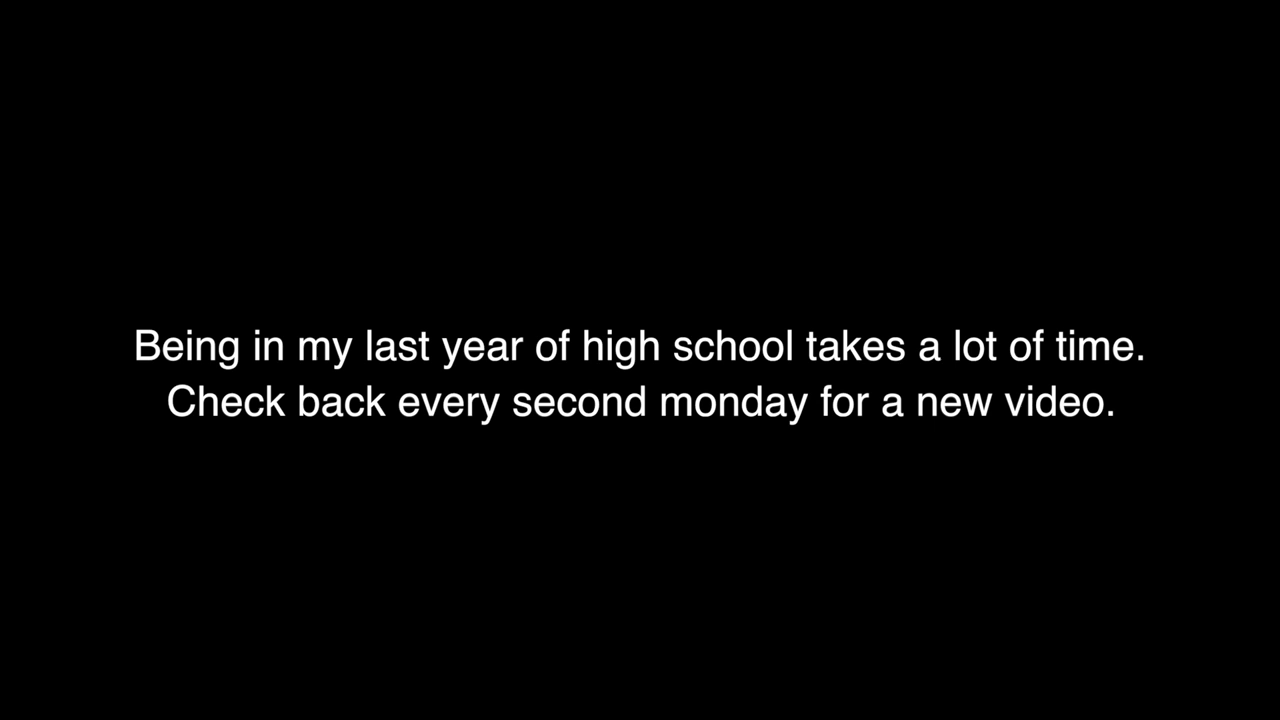 Being in my last year of high school takes a lot of time.
Check back every second monday for a new video.